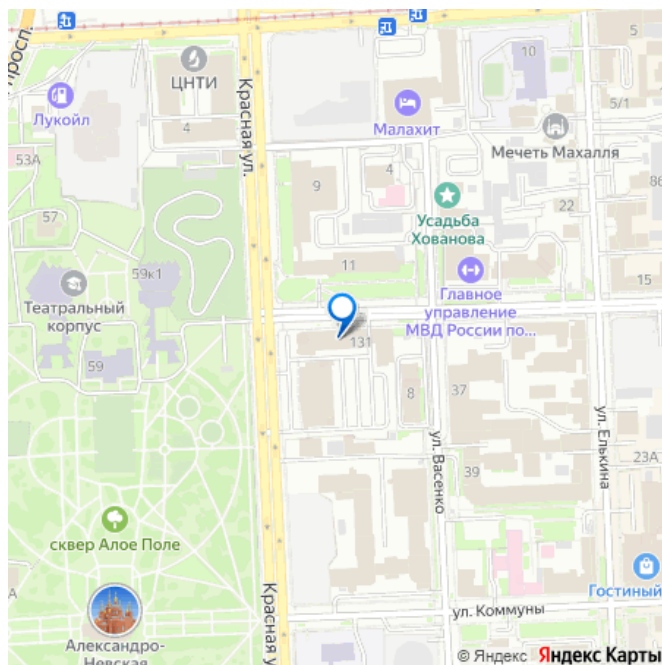 просп.
ЦНТИ
4
Лукойл
53А
57
59к1
Театральный
корпус
59
Красная ул.
9
4
11
Малахит
10
5
5/1
Мечеть Махалля
Усадьба
Хованова
22
86
15
Главное
управление
МВД России по...
131
8
37
39
ул. Васенко
ул. Елькина
23А
сквер Алое Поле
Александро-
Невская
Красная у
ул. Коммуны
Гостиный
© Яндекс Яндекс Карты